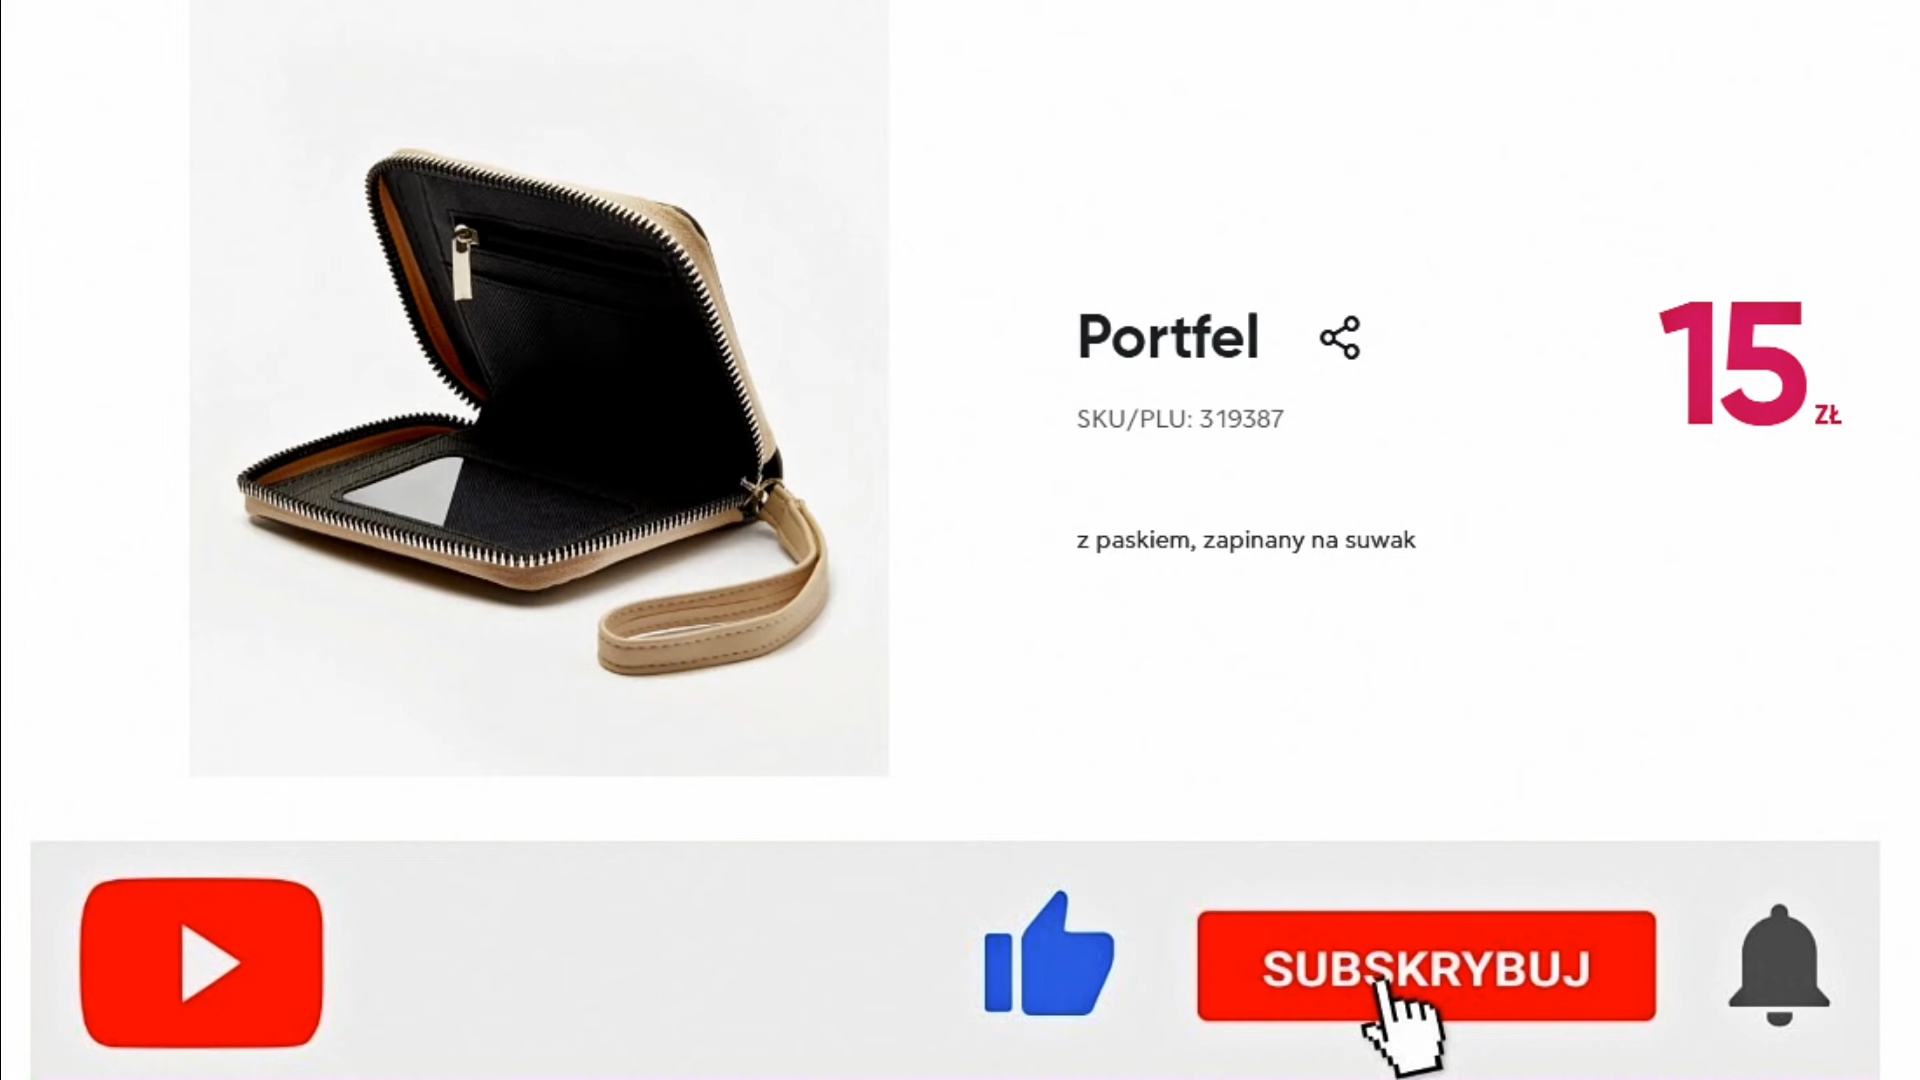 Portfel
15 ZŁ
SKU/PLU: 319387
z paskiem, zapinany na suwak
SUBSKRYBUJ